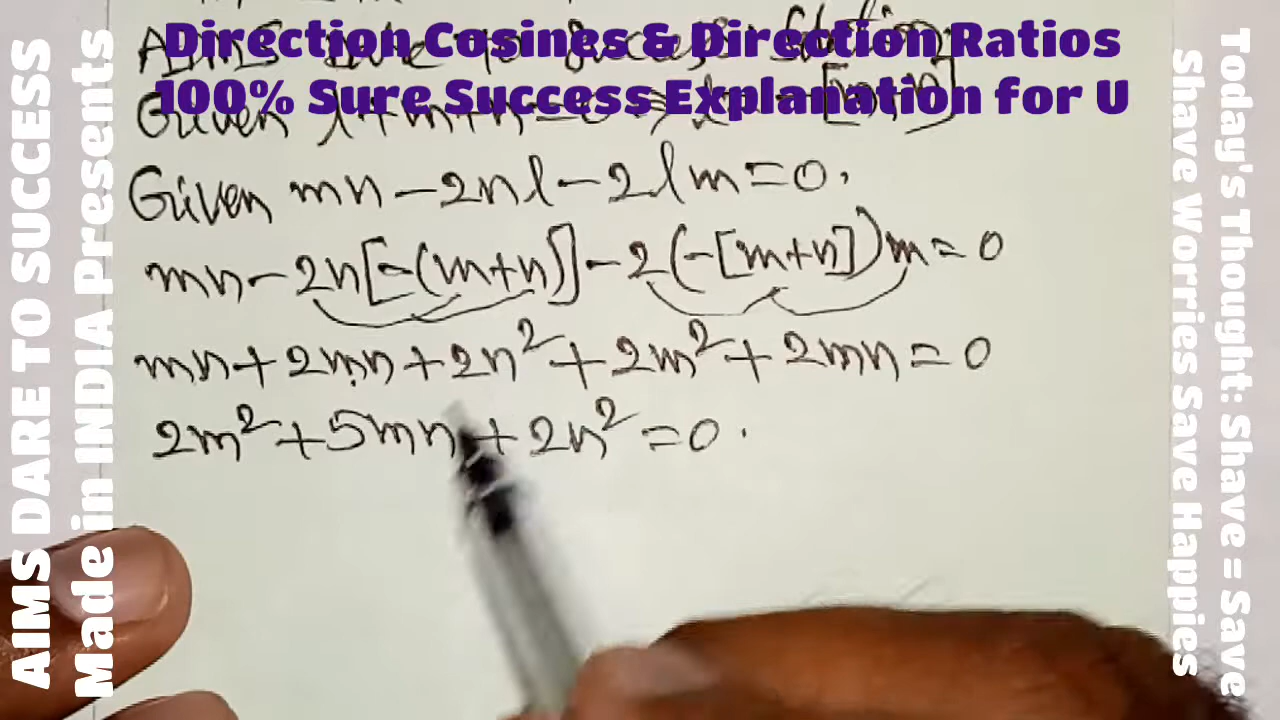 Direction Cosines & Direction Ratios
100% Sure Success Explanation for U
AIMS DARE TO SUCCESS
Made in INDIA Presents
Given l+m+n=0 ⇒ l=-[m+n]
Given mn-2nl-2lm=0.
mn-2n[-(m+n)]-2(-[m+n])m=0
mn+2mn+2n²+2m²+2mn=0
2m²+5mn+2n²=0.
Today's Thought: Shave = Save
Shave Worries Save Happies